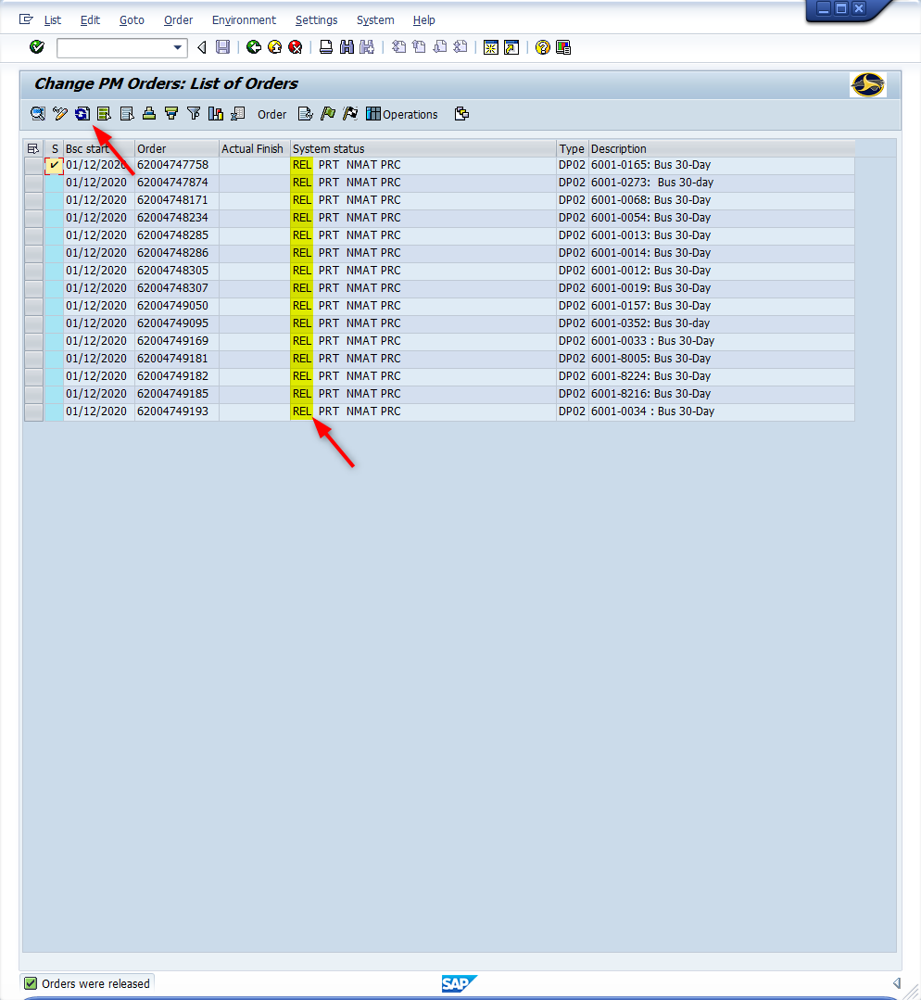 List Edit Goto Order Environment Settings System Help
Change PM Orders: List of Orders
Order Operations
S Bsc start Order Actual Finish System status Type Description
01/12/2020 62004747758 REL PRT NMAT PRC DP02 6001-0165: Bus 30-Day
01/12/2020 62004747874 REL PRT NMAT PRC DP02 6001-0273: Bus 30-day
01/12/2020 62004748171 REL PRT NMAT PRC DP02 6001-0068: Bus 30-Day
01/12/2020 62004748234 REL PRT NMAT PRC DP02 6001-0054: Bus 30-Day
01/12/2020 62004748285 REL PRT NMAT PRC DP02 6001-0013: Bus 30-Day
01/12/2020 62004748286 REL PRT NMAT PRC DP02 6001-0014: Bus 30-Day
01/12/2020 62004748305 REL PRT NMAT PRC DP02 6001-0012: Bus 30-Day
01/12/2020 62004748307 REL PRT NMAT PRC DP02 6001-0019: Bus 30-Day
01/12/2020 62004749050 REL PRT NMAT PRC DP02 6001-0157: Bus 30-Day
01/12/2020 62004749095 REL PRT NMAT PRC DP02 6001-0352: Bus 30-day
01/12/2020 62004749169 REL PRT NMAT PRC DP02 6001-0033 : Bus 30-Day
01/12/2020 62004749181 REL PRT NMAT PRC DP02 6001-8005: Bus 30-Day
01/12/2020 62004749182 REL PRT NMAT PRC DP02 6001-8224: Bus 30-Day
01/12/2020 62004749185 REL PRT NMAT PRC DP02 6001-8216: Bus 30-Day
01/12/2020 62004749193 REL PRT NMAT PRC DP02 6001-0034 : Bus 30-Day
Orders were released SAP